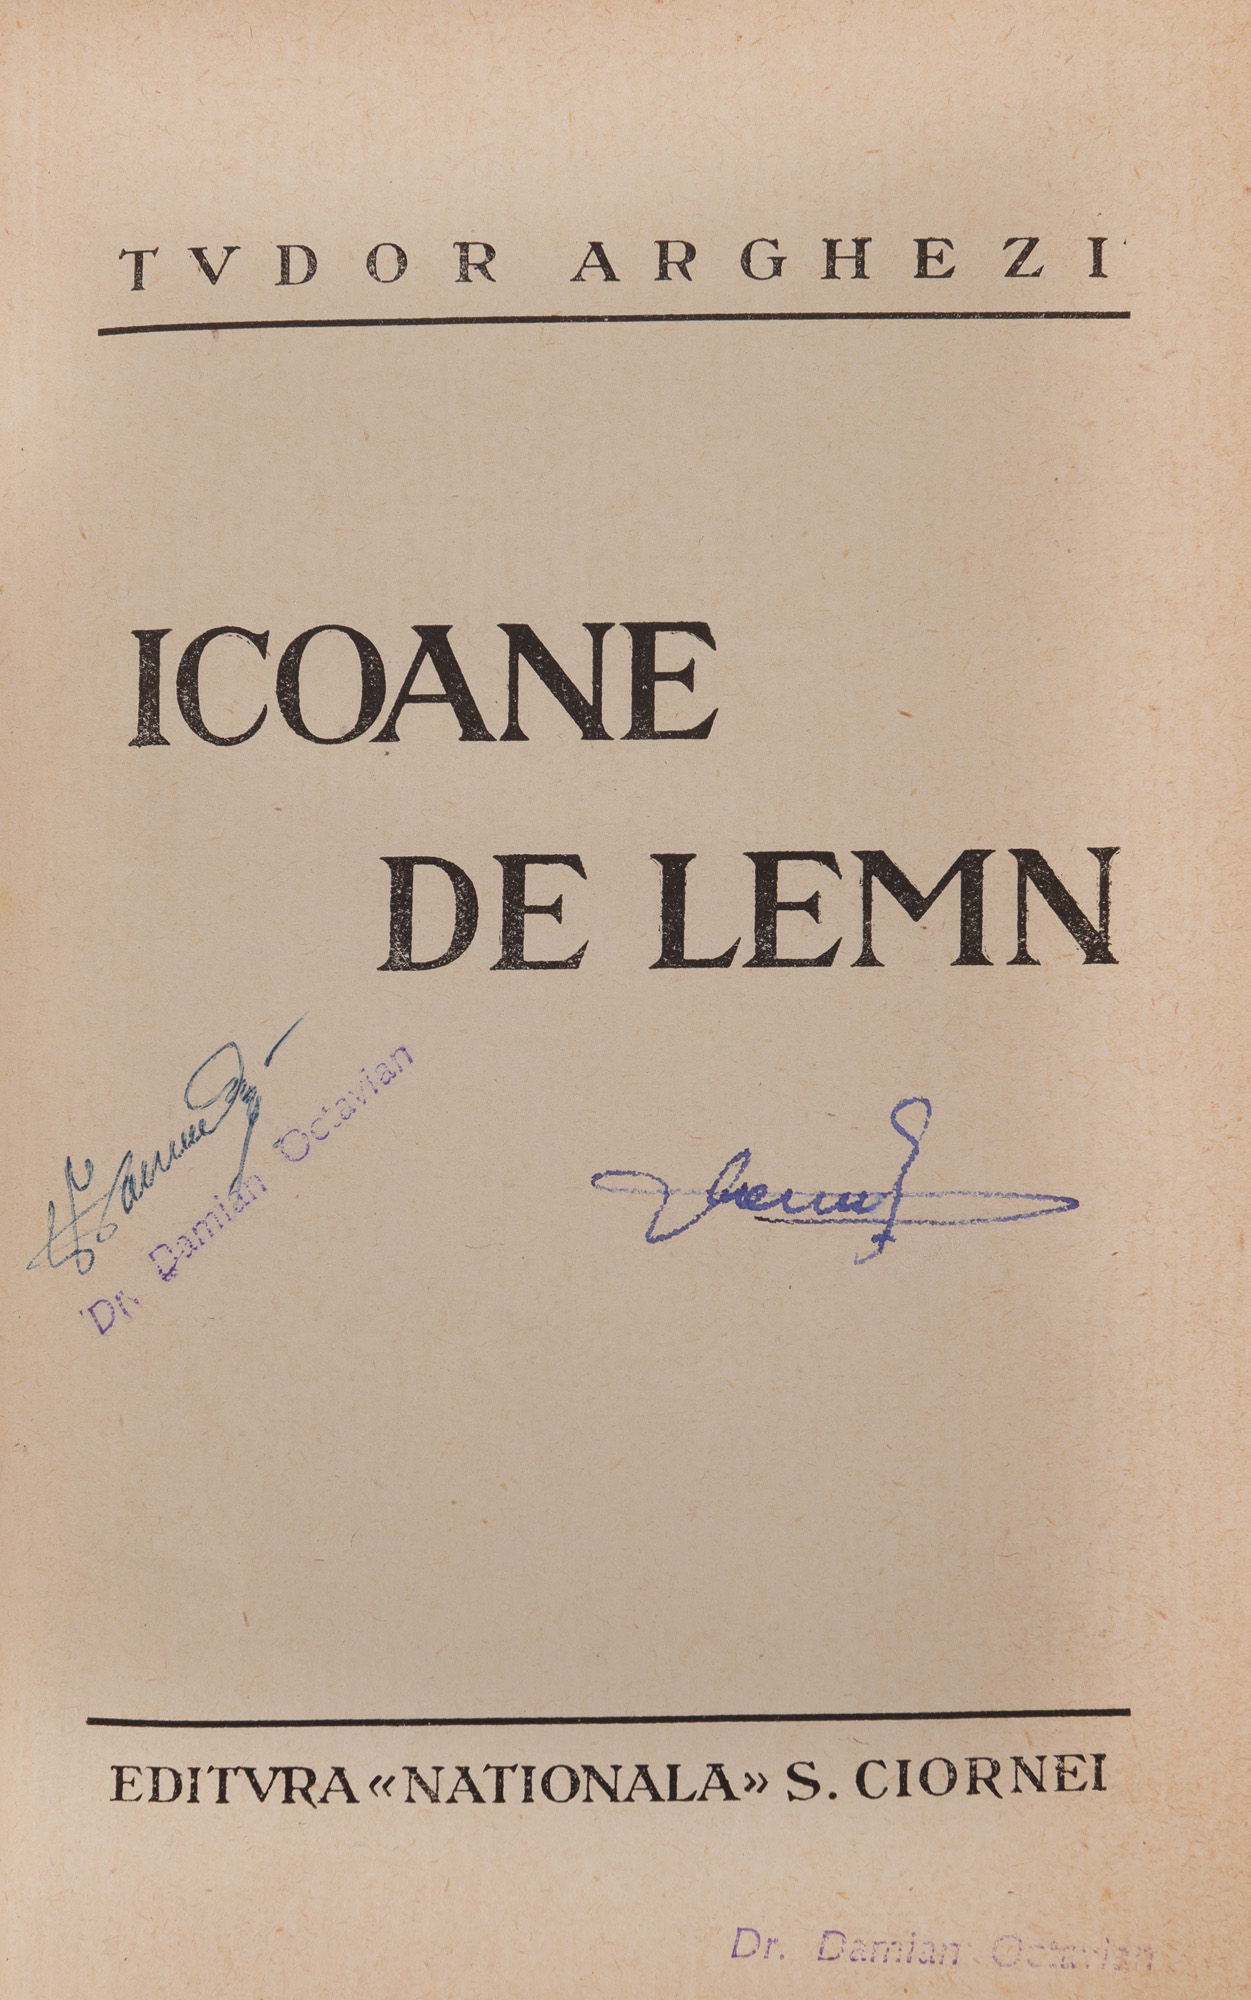 TVDOR ARGHEZI
ICOANE
DE LEMN
Dr. Damian Octavian
EDITVRA «NATIONALA» S. CIORNEI
Dr. Damian Octavian